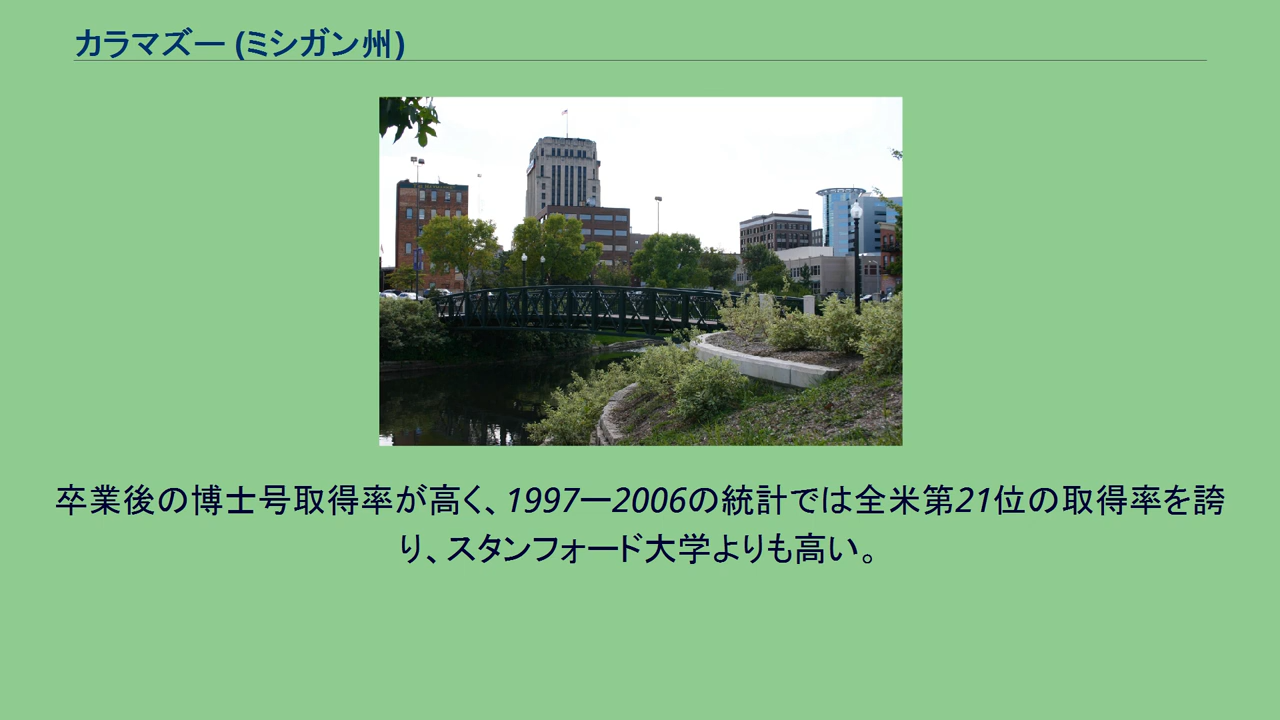 カラマズー (ミシガン州)
卒業後の博士号取得率が高く、1997ー2006の統計では全米第21位の取得率を誇
り、スタンフォード大学よりも高い。